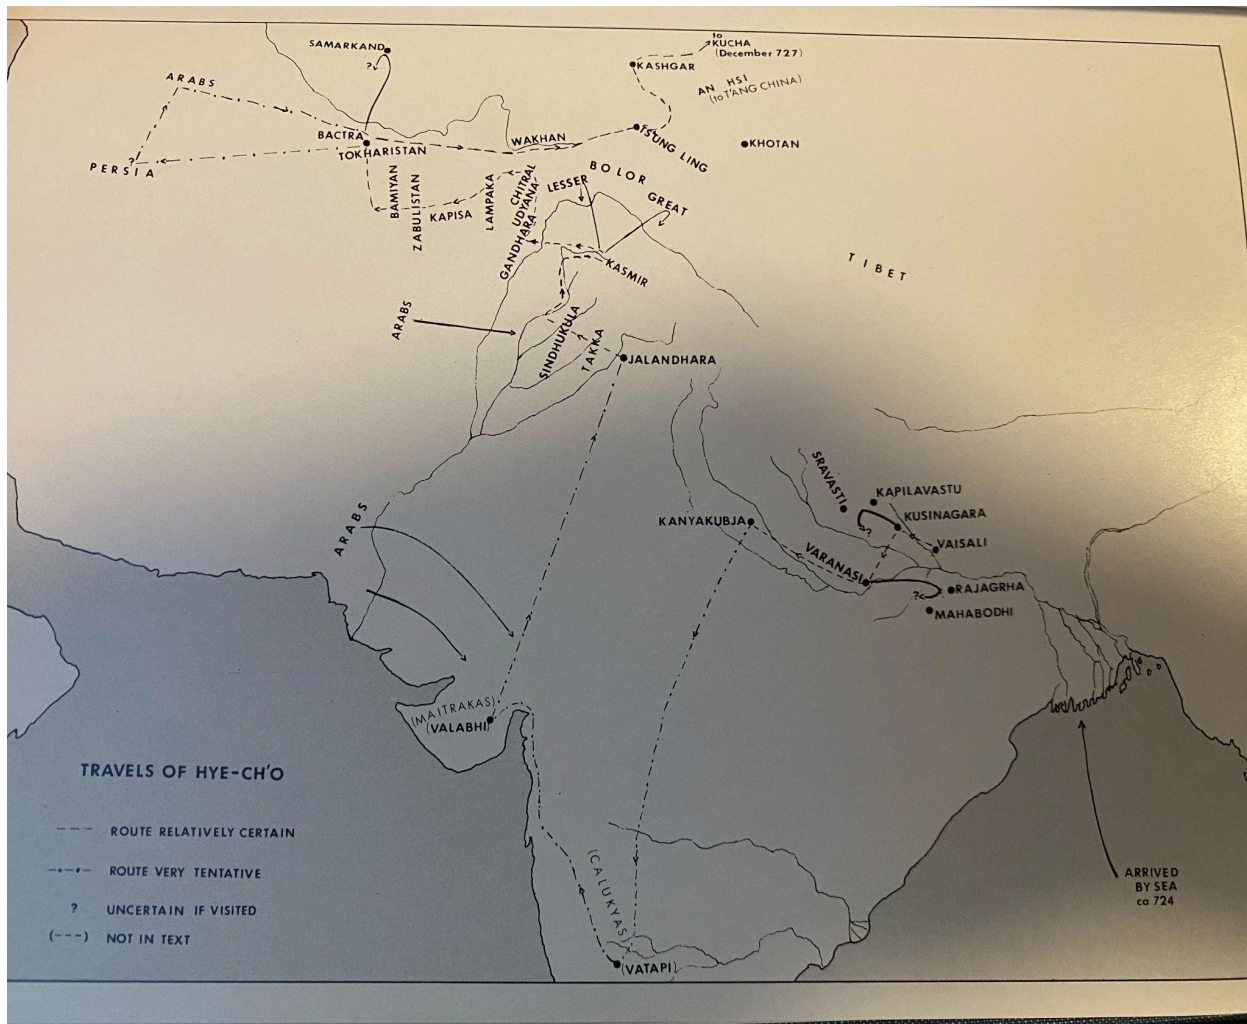 to
KUCHA
(December 727)
SAMARKAND
?
KASHGAR
AN HSI
(to T'ANG CHINA)
ARABS
BACTRA
TOKHARISTAN
WAKHAN
TS'UNG LING
KHOTAN
?
PERSIA
BAMIYAN
ZABULISTAN
KAPISA
LAMPAKA
CHITRAL
UDYANA
GANDHARA
LESSER
BOLOR
GREAT
KASMIR
TIBET
ARABS
SINDHUKULA
TAKKA
JALANDHARA
SRAVASTI
KAPILAVASTU
KUSINAGARA
?
VAISALI
KANYAKUBJA
VARANASI
RAJAGRHA
?
MAHABODHI
ARABS
(MAITRAKAS)
(VALABHI)
(CALUKYAS)
(VATAPI)
ARRIVED
BY SEA
ca 724
TRAVELS OF HYE-CH'O
--- ROUTE RELATIVELY CERTAIN
—·—·— ROUTE VERY TENTATIVE
? UNCERTAIN IF VISITED
(---) NOT IN TEXT